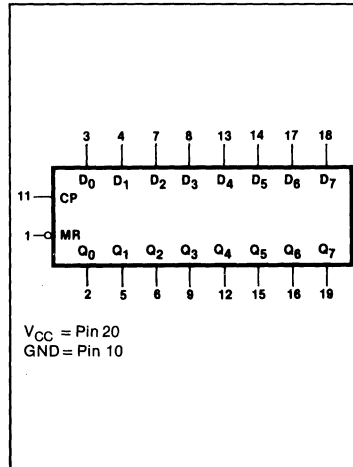 3 4 7 8 13 14 17 18
D0 D1 D2 D3 D4 D5 D6 D7
11 CP
1 MR
Q0 Q1 Q2 Q3 Q4 Q5 Q6 Q7
2 5 6 9 12 15 16 19
VCC = Pin 20
GND = Pin 10